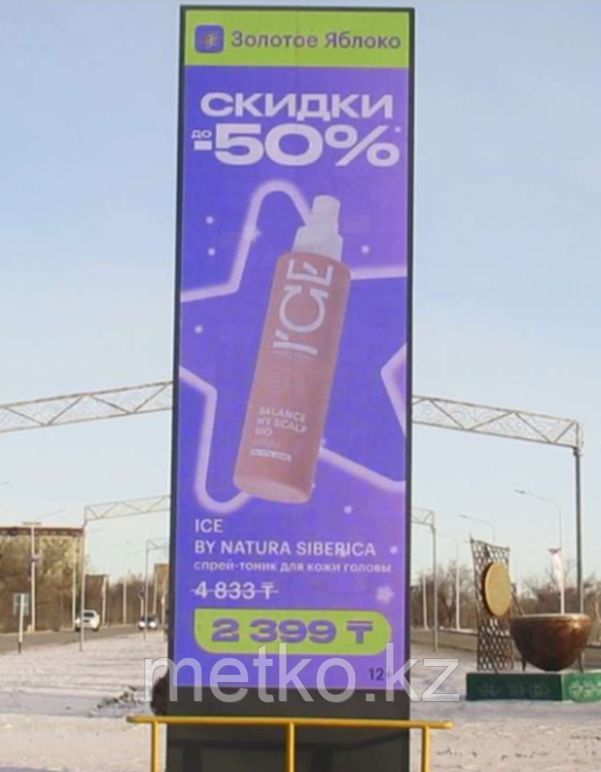 Золотое Яблоко
СКИДКИ
ДО -50%*
ICE
BALANCE
MY SCALP
BIO
ICE
BY NATURA SIBERICA
спрей-тоник для кожи головы
4 833 ₸
2 399 ₸
12+
metko.kz